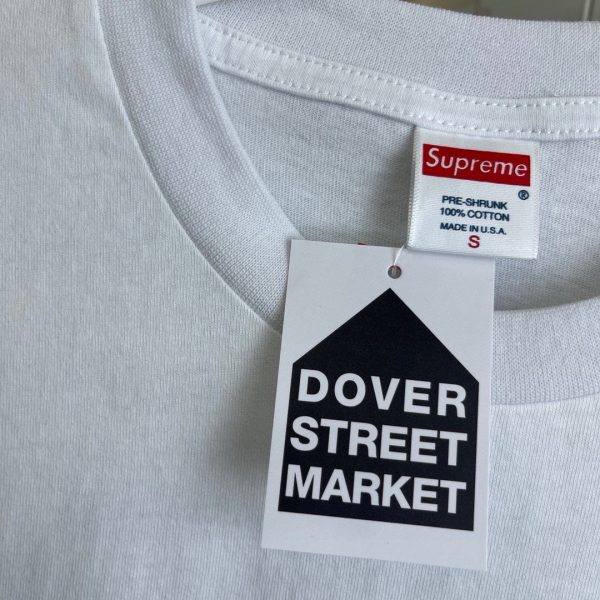 Supreme
®
PRE-SHRUNK
100% COTTON
MADE IN U.S.A.
S
DOVER
STREET
MARKET